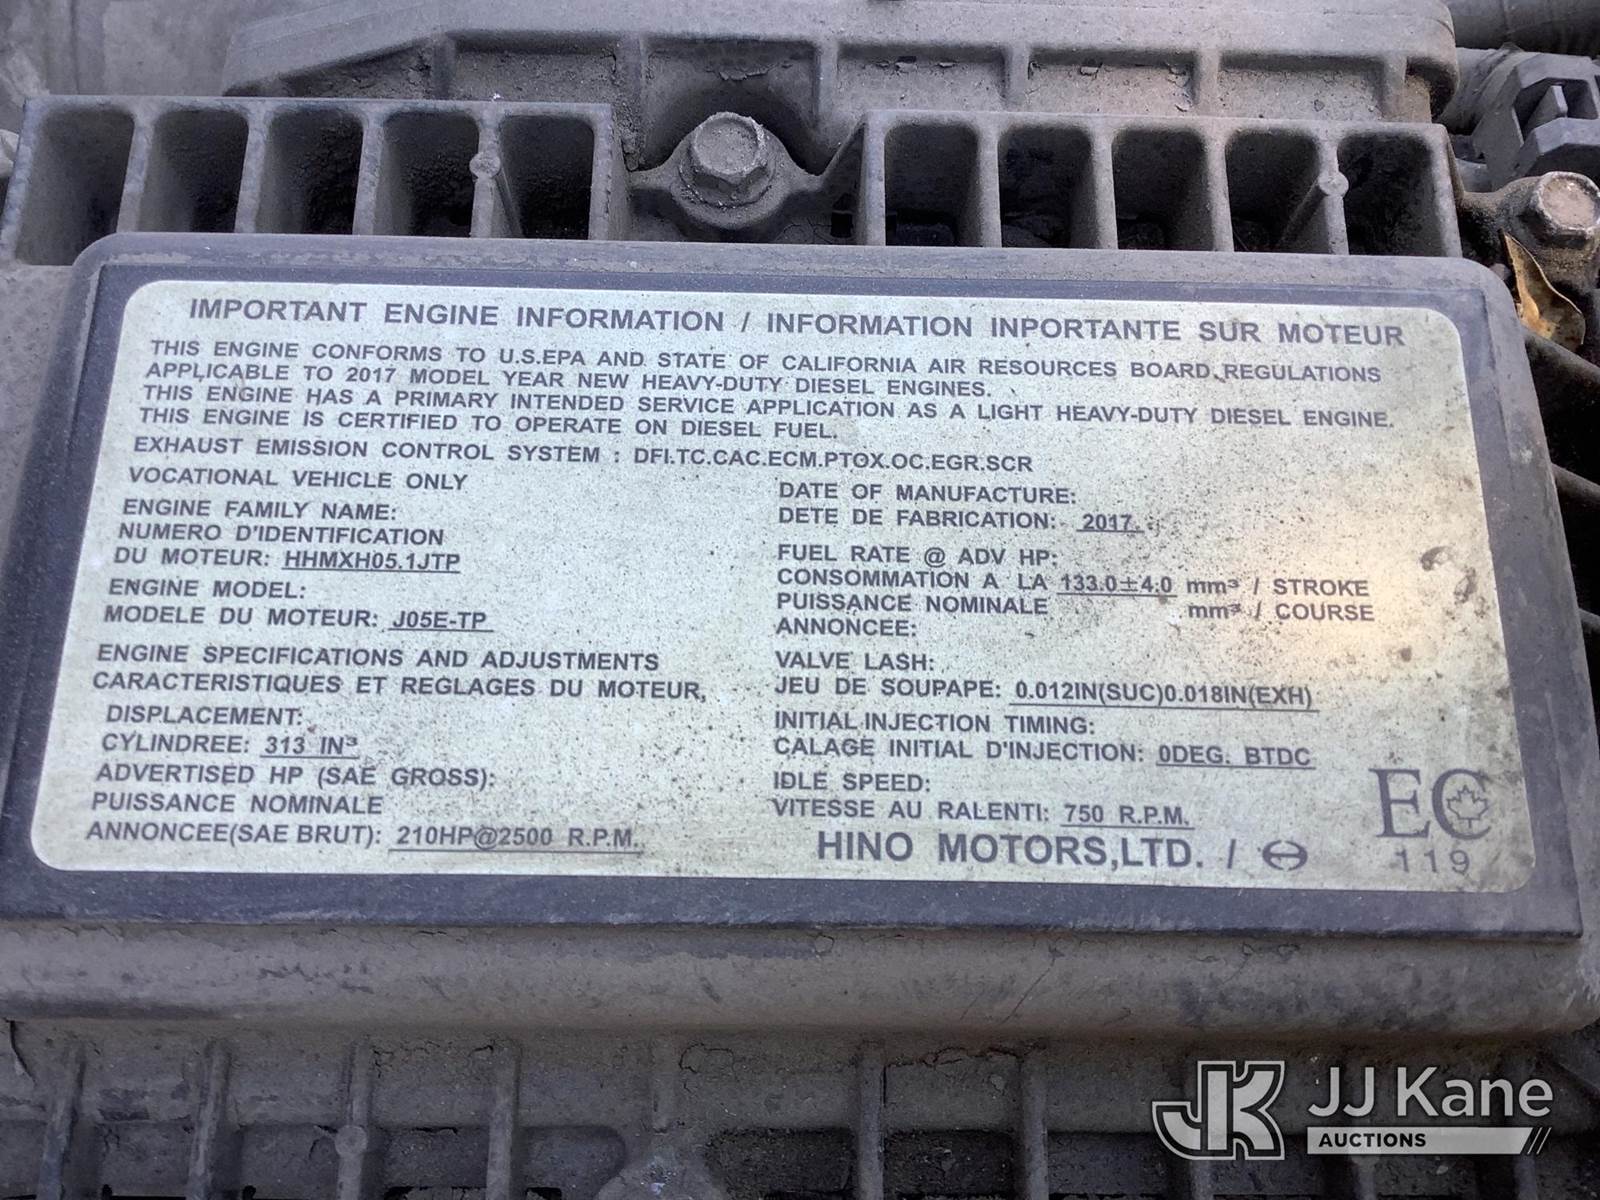 IMPORTANT ENGINE INFORMATION / INFORMATION INPORTANTE SUR MOTEUR
THIS ENGINE CONFORMS TO U.S.EPA AND STATE OF CALIFORNIA AIR RESOURCES BOARD REGULATIONS
APPLICABLE TO 2017 MODEL YEAR NEW HEAVY-DUTY DIESEL ENGINES.
THIS ENGINE HAS A PRIMARY INTENDED SERVICE APPLICATION AS A LIGHT HEAVY-DUTY DIESEL ENGINE.
THIS ENGINE IS CERTIFIED TO OPERATE ON DIESEL FUEL.
EXHAUST EMISSION CONTROL SYSTEM : DFI.TC.CAC.ECM.PTOX.OC.EGR.SCR
VOCATIONAL VEHICLE ONLY
ENGINE FAMILY NAME:
NUMERO D'IDENTIFICATION
DU MOTEUR: HHMXH05.1JTP
ENGINE MODEL:
MODELE DU MOTEUR: J05E-TP
ENGINE SPECIFICATIONS AND ADJUSTMENTS
CARACTERISTIQUES ET REGLAGES DU MOTEUR,
DISPLACEMENT:
CYLINDREE: 313 IN³
ADVERTISED HP (SAE GROSS):
PUISSANCE NOMINALE
ANNONCEE(SAE BRUT): 210HP@2500 R.P.M.
DATE OF MANUFACTURE:
DETE DE FABRICATION: 2017.
FUEL RATE @ ADV HP:
CONSOMMATION A LA 133.0±4.0 mm³ / STROKE
PUISSANCE NOMINALE mm³ / COURSE
ANNONCEE:
VALVE LASH:
JEU DE SOUPAPE: 0.012IN(SUC)0.018IN(EXH)
INITIAL INJECTION TIMING:
CALAGE INITIAL D'INJECTION: 0DEG. BTDC
IDLE SPEED:
VITESSE AU RALENTI: 750 R.P.M.
HINO MOTORS,LTD. /
EC
119
JK JJ Kane
AUCTIONS